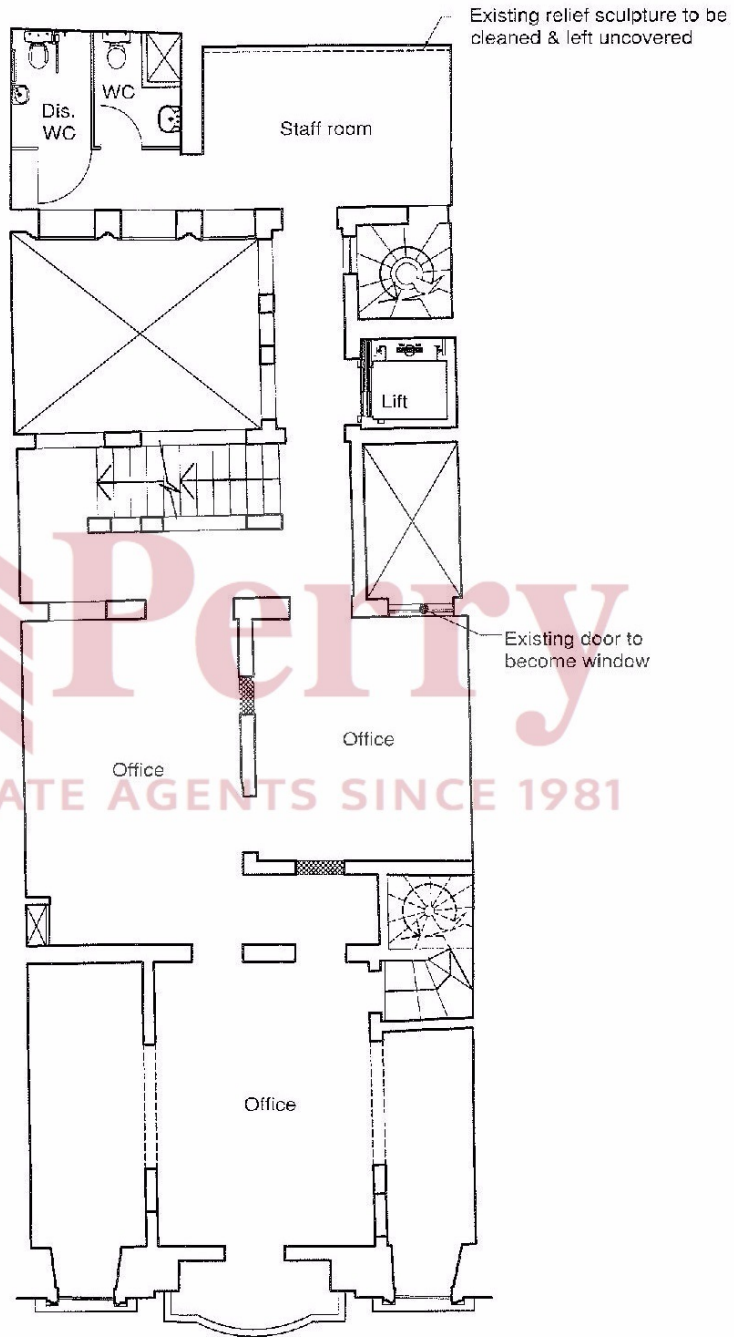 Existing relief sculpture to be
cleaned & left uncovered
Dis.
WC
WC
Staff room
Lift
Perry
Existing door to
become window
Office
Office
ATE AGENTS SINCE 1981
Office